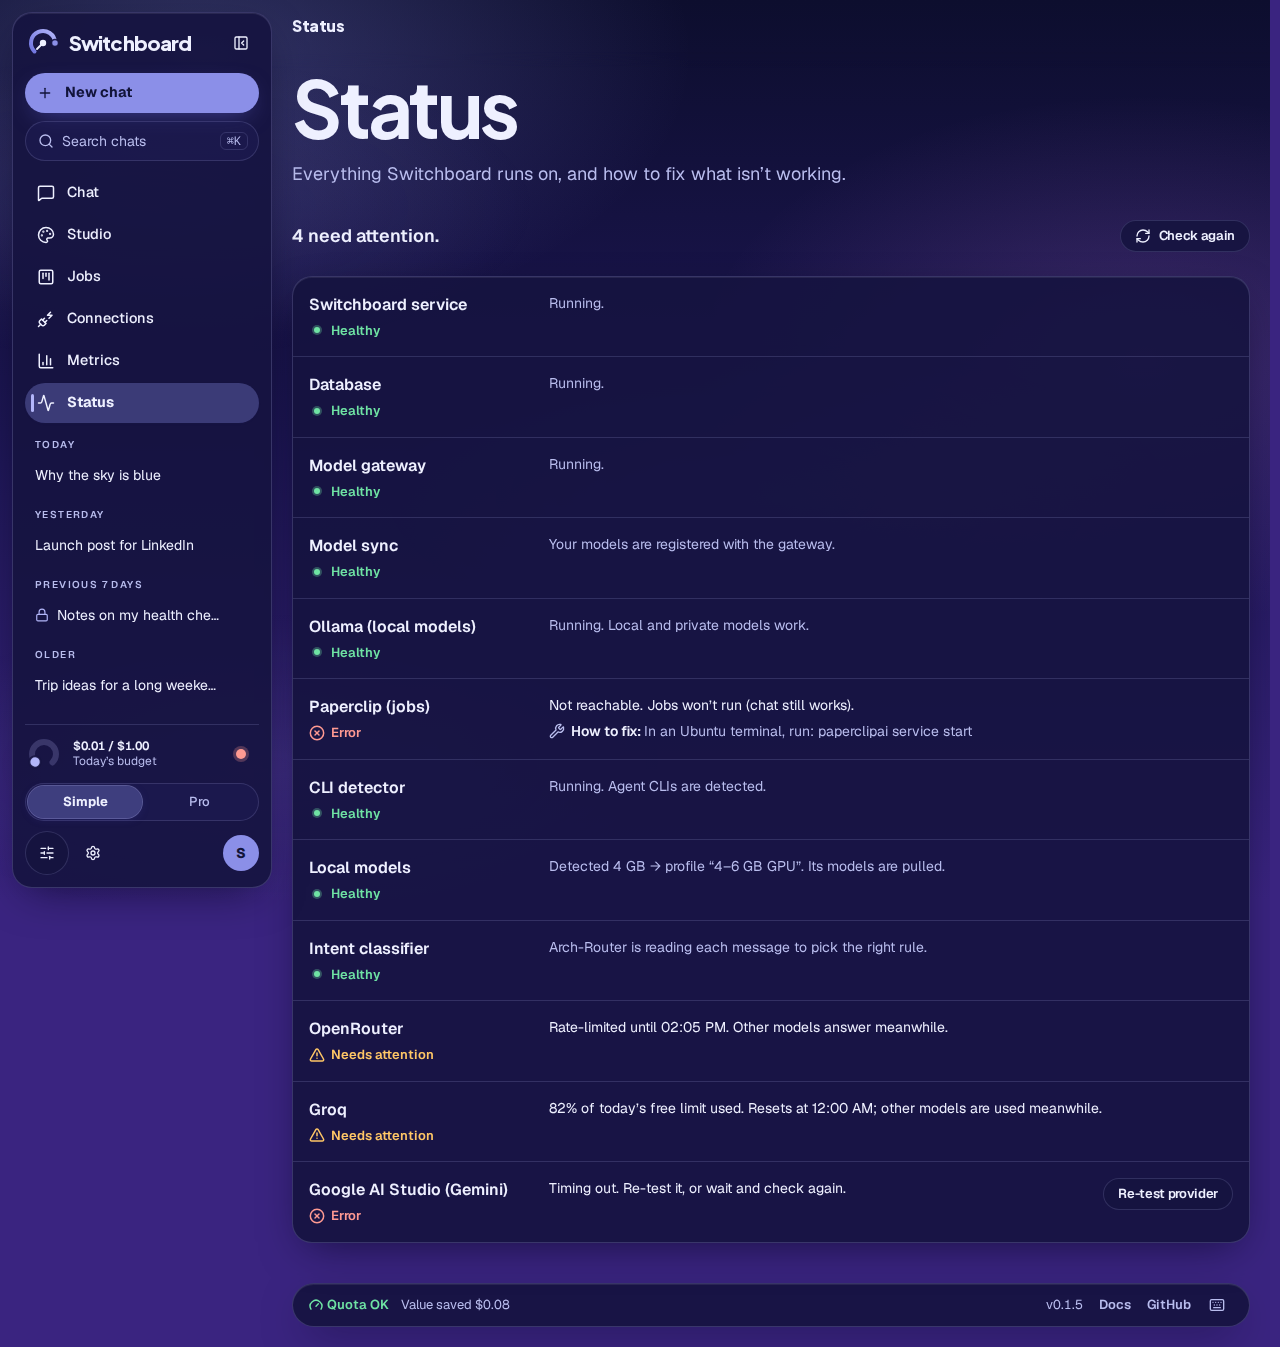 Switchboard
New chat
Search chats ⌘K
Chat
Studio
Jobs
Connections
Metrics
Status
TODAY
Why the sky is blue
YESTERDAY
Launch post for LinkedIn
PREVIOUS 7 DAYS
Notes on my health che...
OLDER
Trip ideas for a long weeke...
$0.01 / $1.00
Today's budget
Simple Pro
S
Status
Status
Everything Switchboard runs on, and how to fix what isn’t working.
4 need attention.
Check again
Switchboard service
Healthy
Running.
Database
Healthy
Running.
Model gateway
Healthy
Running.
Model sync
Healthy
Your models are registered with the gateway.
Ollama (local models)
Healthy
Running. Local and private models work.
Paperclip (jobs)
Error
Not reachable. Jobs won’t run (chat still works).
How to fix: In an Ubuntu terminal, run: paperclipai service start
CLI detector
Healthy
Running. Agent CLIs are detected.
Local models
Healthy
Detected 4 GB → profile “4–6 GB GPU”. Its models are pulled.
Intent classifier
Healthy
Arch-Router is reading each message to pick the right rule.
OpenRouter
Needs attention
Rate-limited until 02:05 PM. Other models answer meanwhile.
Groq
Needs attention
82% of today’s free limit used. Resets at 12:00 AM; other models are used meanwhile.
Google AI Studio (Gemini)
Error
Timing out. Re-test it, or wait and check again.
Re-test provider
Quota OK Value saved $0.08
v0.1.5 Docs GitHub